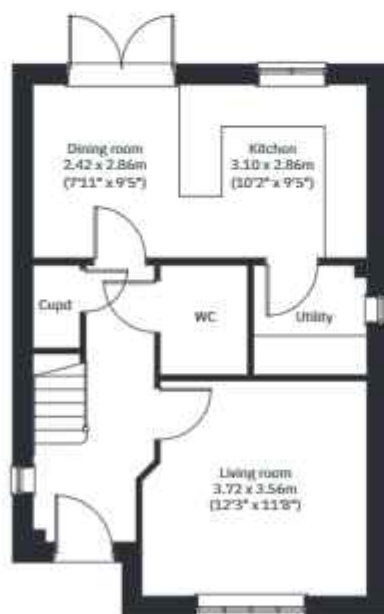 Dining room
2.42 x 2.86m
(7'11" x 9'5")
Kitchen
3.10 x 2.86m
(10'2" x 9'5")
Cupd
WC
Utility
Living room
3.72 x 3.56m
(12'3" x 11'8")